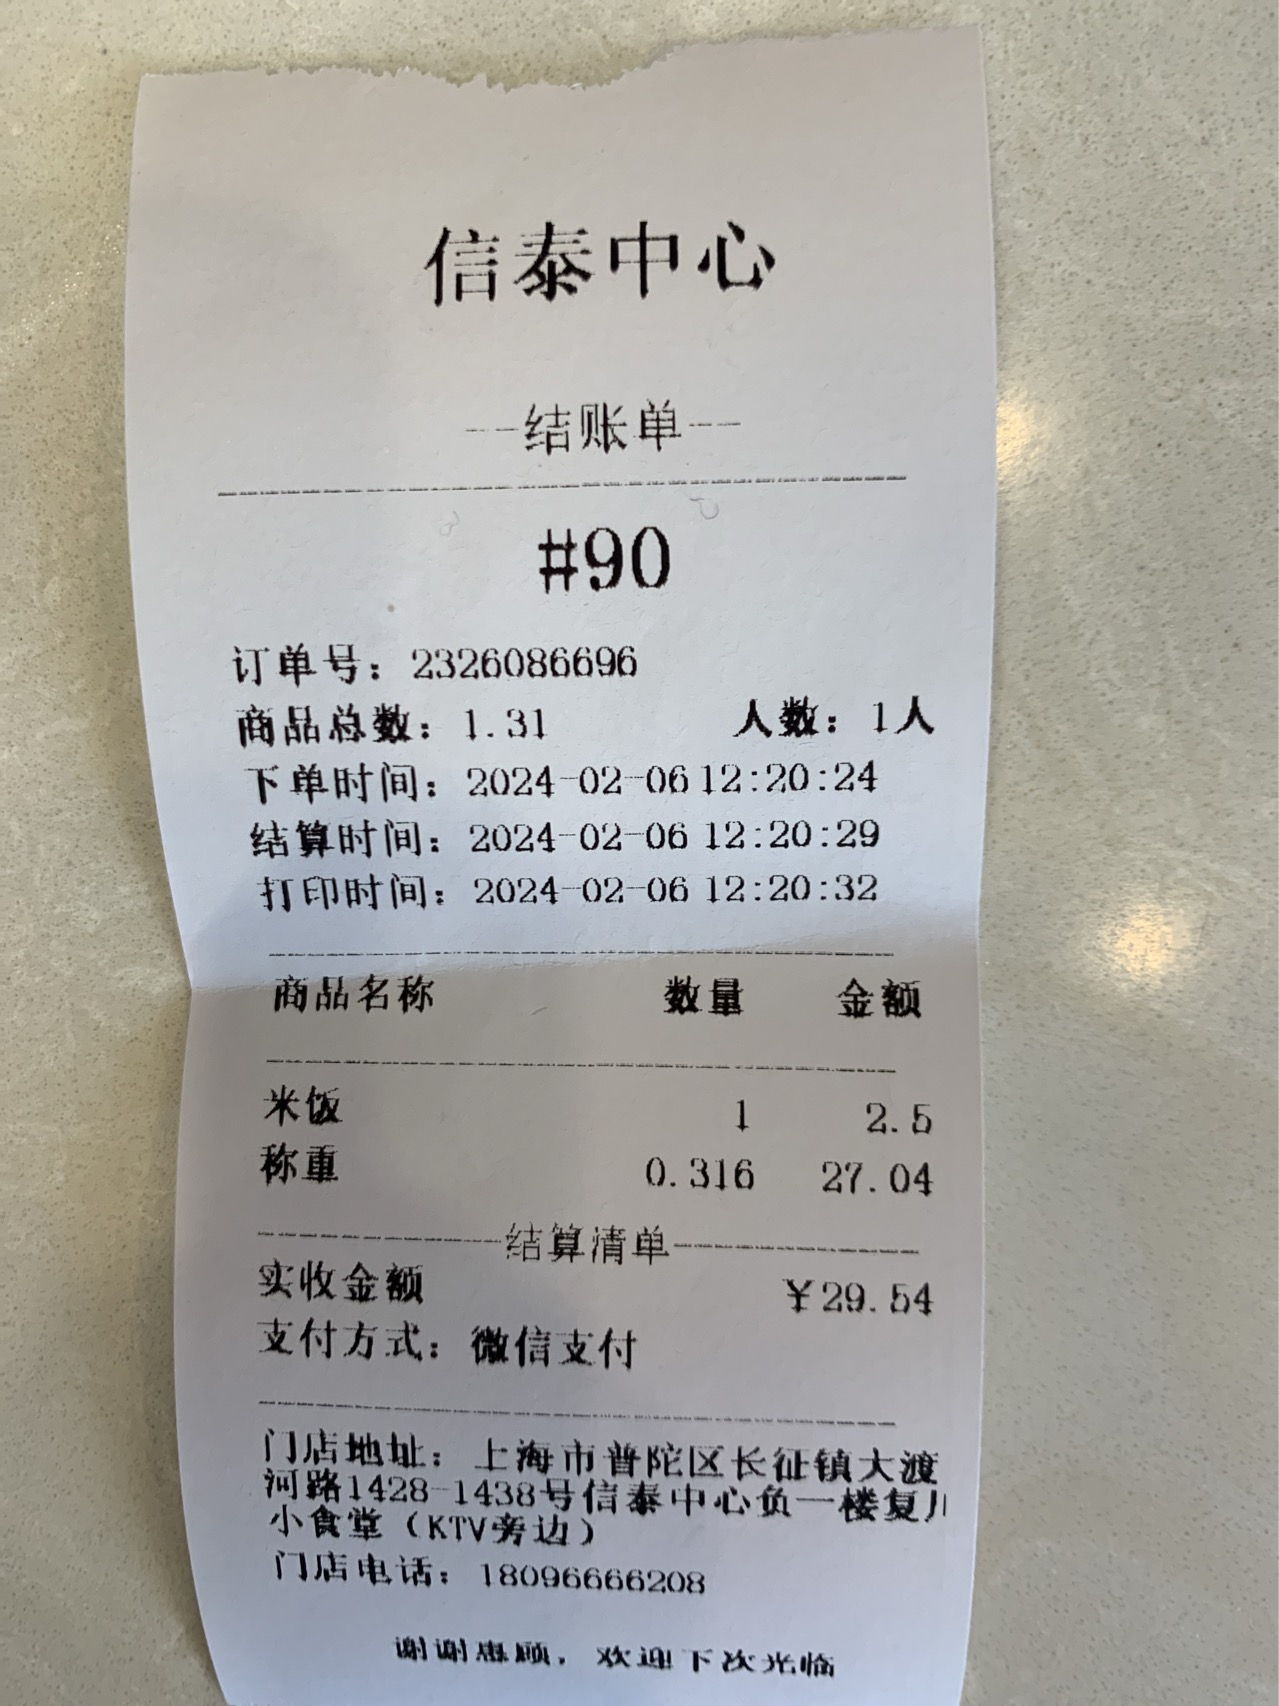 信泰中心
--结账单--
#90
订单号：2326086696
商品总数：1.31 人数：1人
下单时间：2024-02-06 12:20:24
结算时间：2024-02-06 12:20:29
打印时间：2024-02-06 12:20:32
商品名称 数量 金额
米饭 1 2.5
称重 0.316 27.04
结算清单
实收金额 ¥29.54
支付方式：微信支付
门店地址：上海市普陀区长征镇大渡
河路1428-1438号信泰中心负一楼复
小食堂（KTV旁边）
门店电话：18096666208
谢谢惠顾，欢迎下次光临